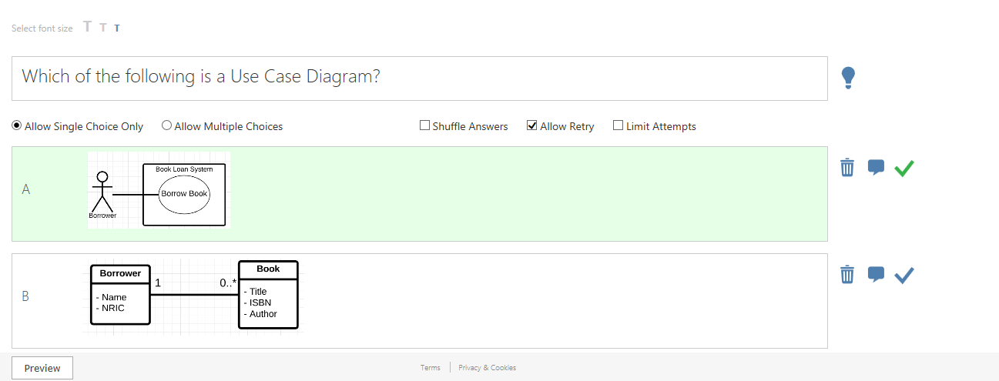 Select font size T T T
Which of the following is a Use Case Diagram?
Allow Single Choice Only Allow Multiple Choices Shuffle Answers Allow Retry Limit Attempts
A
Book Loan System
Borrow Book
Borrower
B
Borrower
- Name
- NRIC
1
0..*
Book
- Title
- ISBN
- Author
Preview
Terms Privacy & Cookies